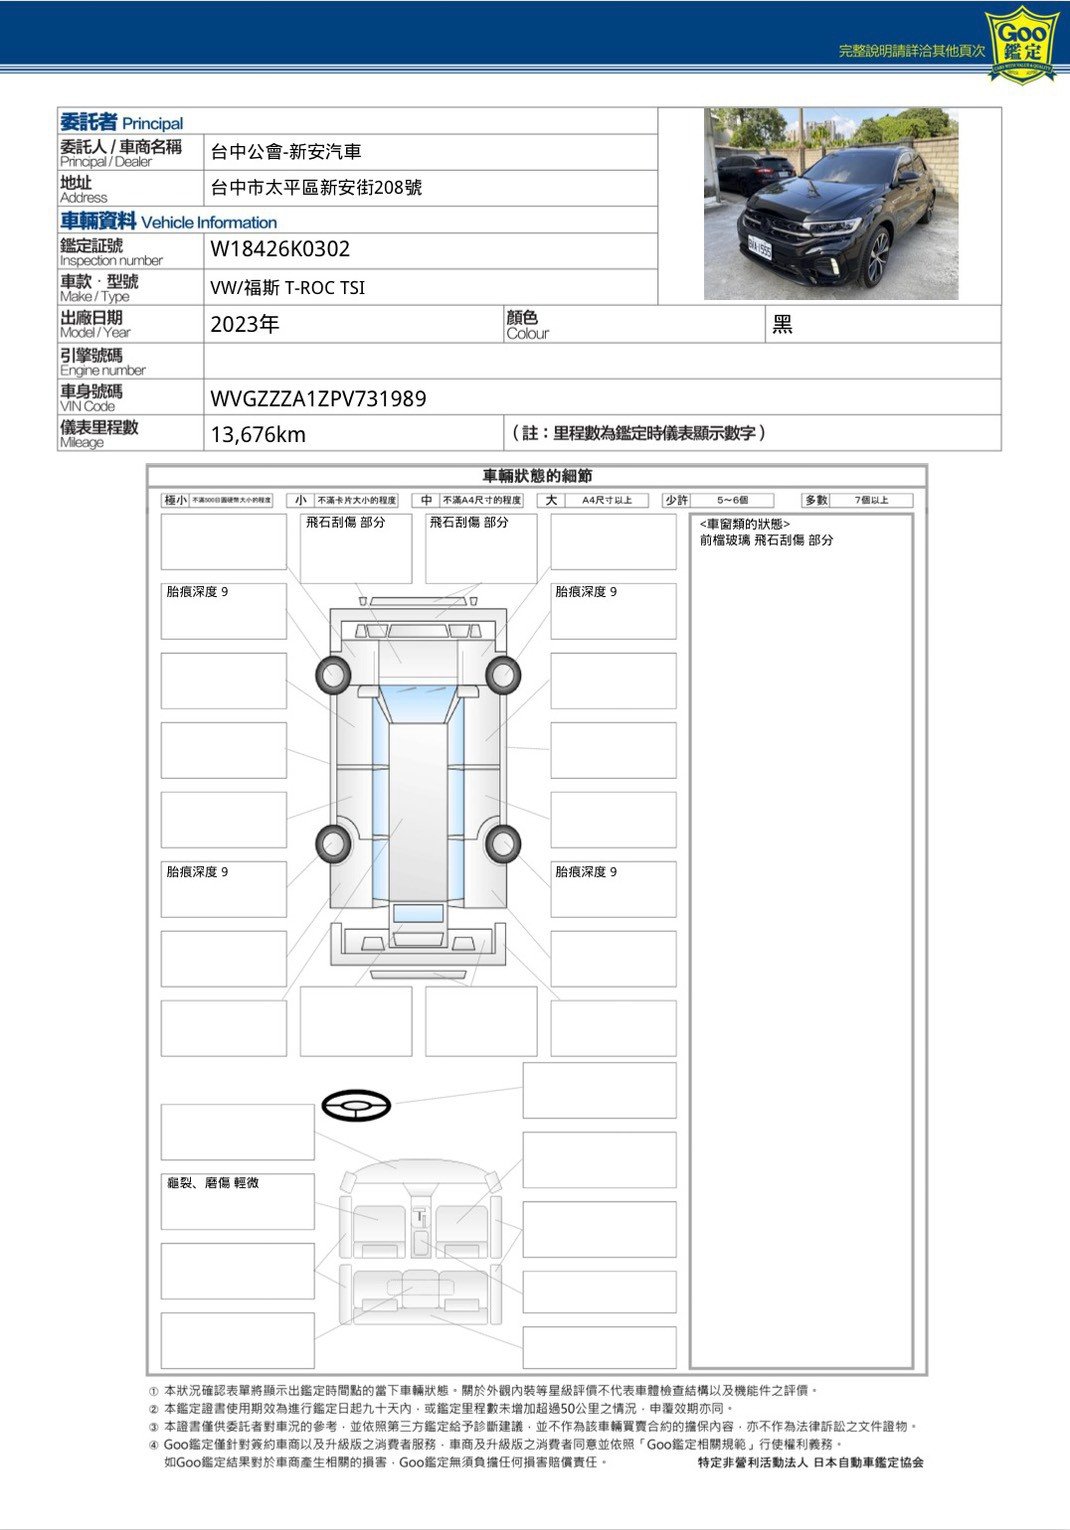 完整說明請詳洽其他頁次
Goo
鑑定
委託者 Principal
委託人 / 車商名稱
Principal / Dealer
台中公會-新安汽車
地址
Address
台中市太平區新安街208號
車輛資料 Vehicle Information
鑑定証號
Inspection number
W18426K0302
車款．型號
Make / Type
VW/福斯 T-ROC TSI
出廠日期
Model / Year
2023年
顏色
Colour
黑
引擎號碼
Engine number
車身號碼
VIN Code
WVGZZZA1ZPV731989
儀表里程數
Mileage
13,676km
（註：里程數為鑑定時儀表顯示數字）
車輛狀態的細節
極小 不滿500日圓硬幣大小的程度 小 不滿卡片大小的程度 中 不滿A4尺寸的程度 大 A4尺寸以上 少許 5～6個 多數 7個以上
飛石刮傷 部分
飛石刮傷 部分
<車窗類的狀態>
前檔玻璃 飛石刮傷 部分
胎痕深度 9
胎痕深度 9
胎痕深度 9
胎痕深度 9
龜裂、磨傷 輕微
① 本狀況確認表單將顯示出鑑定時間點的當下車輛狀態。關於外觀內裝等星級評價不代表車體檢查結構以及機能件之評價。
② 本鑑定證書使用期效為進行鑑定日起九十天內，或鑑定里程數未增加超過50公里之情況，申覆效期亦同。
③ 本證書僅供委託者對車況的參考，並依照第三方鑑定給予診斷建議，並不作為該車輛買賣合約的擔保內容，亦不作為法律訴訟之文件證物。
④ Goo鑑定僅針對簽約車商以及升級版之消費者服務，車商及升級版之消費者同意並依照「Goo鑑定相關規範」行使權利義務。
如Goo鑑定結果對於車商產生相關的損害，Goo鑑定無須負擔任何損害賠償責任。
特定非營利活動法人 日本自動車鑑定協会